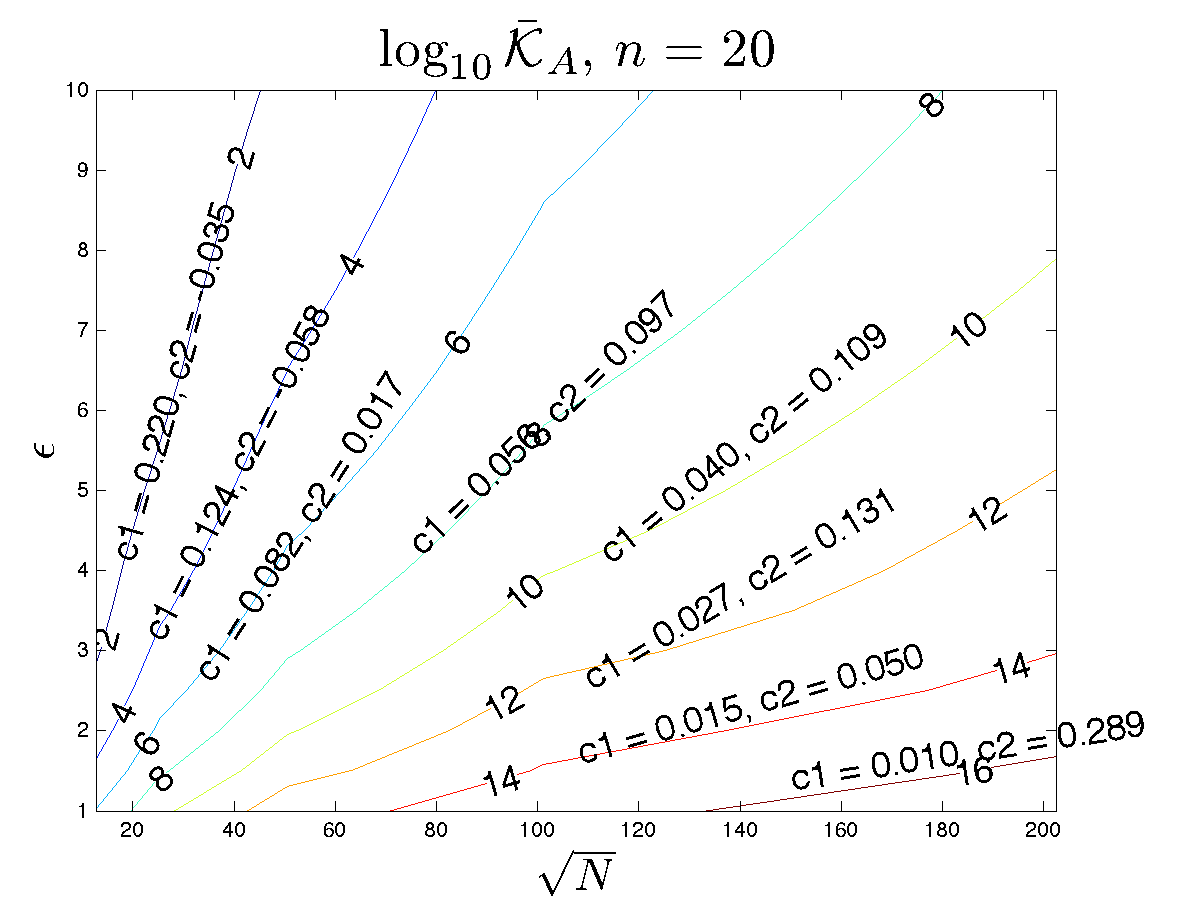 log₁₀ 𝒦̄_A, n = 20
10
9
8
7
6
5
4
3
2
1
ϵ
20 40 60 80 100 120 140 160 180 200
√N
c1 = 0.220, c2 = -0.035
2
2
c1 = 0.124, c2 = -0.058
4
4
c1 = 0.082, c2 = 0.017
6
6
c1 = 0.056, c2 = 0.097
8
8
8
c1 = 0.040, c2 = 0.109
10
10
c1 = 0.027, c2 = 0.131
12
12
c1 = 0.015, c2 = 0.050
14
14
c1 = 0.010, c2 = 0.289
16